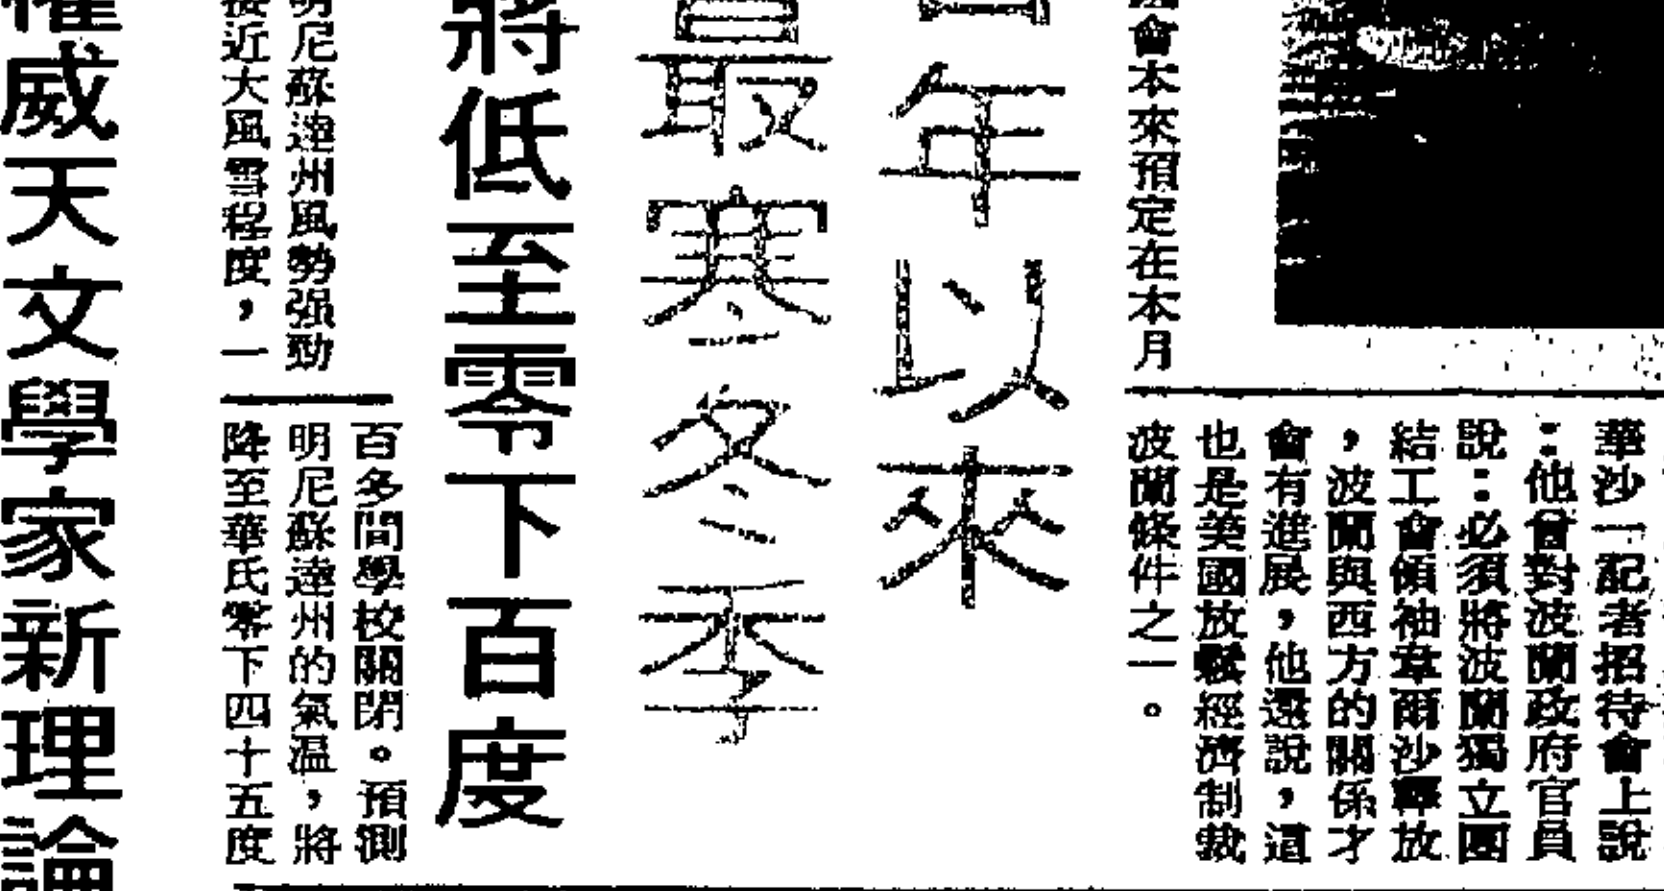 會本來預定在本月
華沙一記者招待會上說
：他曾對波蘭政府官員
說：必須將波蘭獨立團
結工會領袖韋爾沙釋放
，波蘭與西方的關係才
會有進展，他還說，這
也是美國放鬆經濟制裁
波蘭條件之一。
年以來
最寒冬季
將低至零下百度
明尼蘇達州風勢强勁
接近大風雪程度，一
百多間學校關閉。預測
明尼蘇達州的氣温，將
降至華氏零下四十五度
權威天文學家新理論